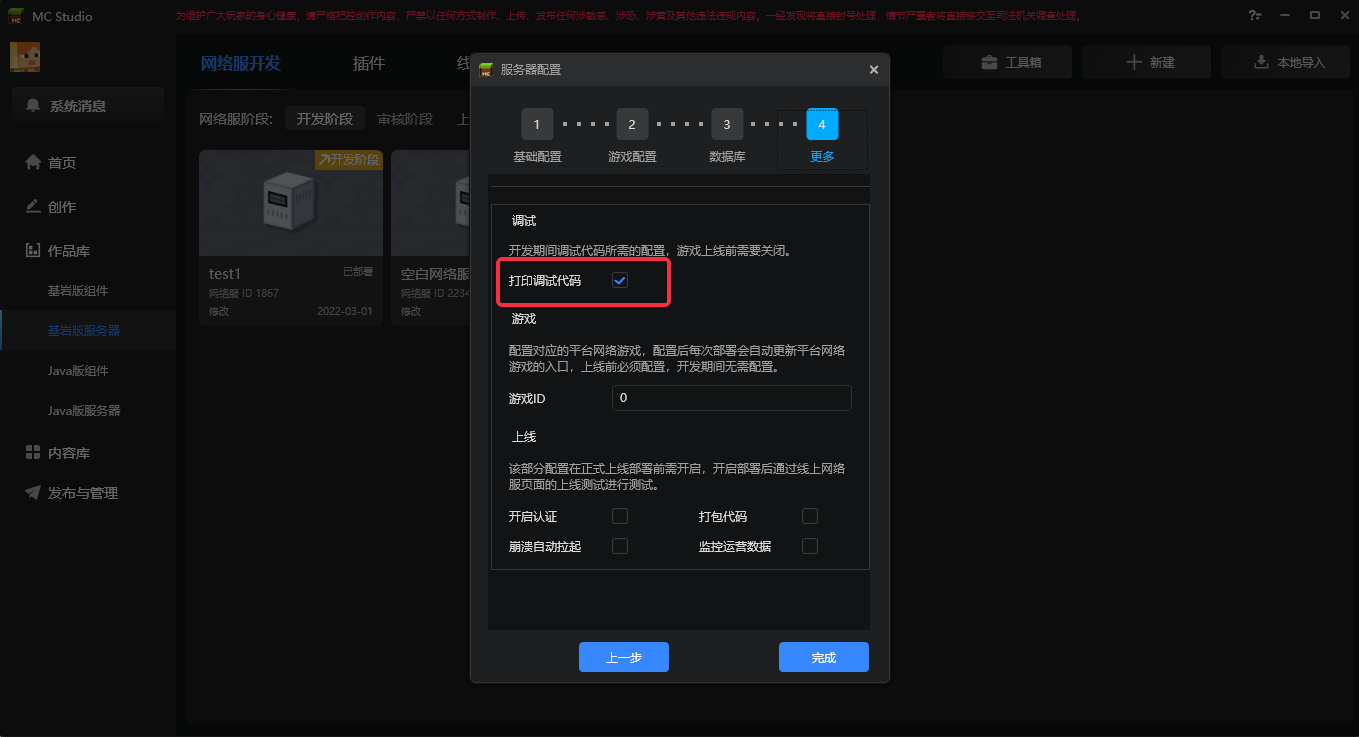 MC Studio
为维护广大玩家的身心健康，请严格把控创作内容，严禁以任何方式制作、上传、发布任何涉敏感、涉恐、涉黄及其他违法违规内容。一经发现将直接封号处理，情节严重者将直接移交至司法机关调查处理。
系统消息
首页
创作
作品库
基岩版组件
基岩版服务器
Java版组件
Java版服务器
内容库
发布与管理
网络服开发
插件
工具箱
新建
本地导入
网络服阶段:
开发阶段
审核阶段
上
开发阶段
test1
已部署
网络服 ID 1867
修改
2022-03-01
空白网络服
网络服 ID 2234
修改
服务器配置
1
2
3
4
基础配置
游戏配置
数据库
更多
调试
开发期间调试代码所需的配置，游戏上线前需要关闭。
打印调试代码
游戏
配置对应的平台网络游戏，配置后每次部署会自动更新平台网络
游戏的入口，上线前必须配置，开发期间无需配置。
游戏ID
0
上线
该部分配置在正式上线部署前需开启，开启部署后通过线上网络
服页面的上线测试进行测试。
开启认证
打包代码
崩溃自动拉起
监控运营数据
上一步
完成